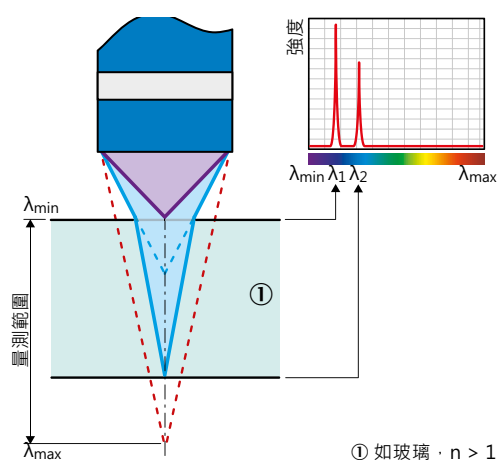 強度
λmin λ1 λ2 λmax
λmin
①
量測範圍
λmax
① 如玻璃，n > 1